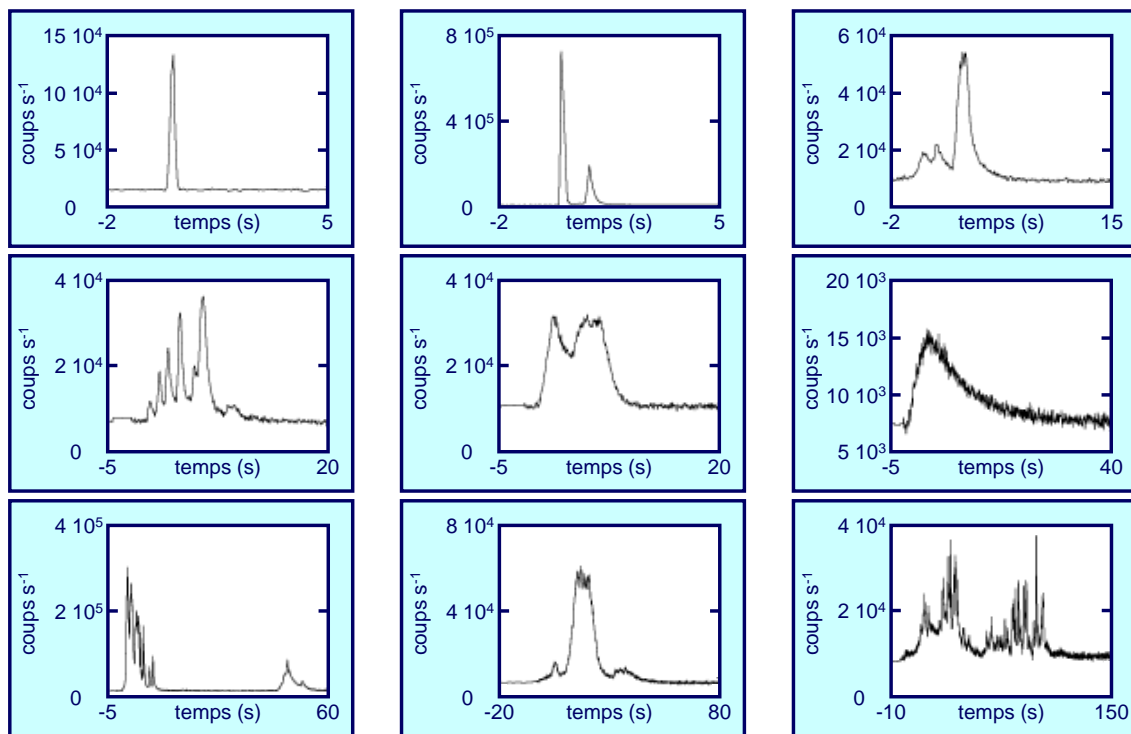 15 10⁴
10 10⁴
5 10⁴
0
coups s⁻¹
-2
temps (s)
5
8 10⁵
4 10⁵
0
coups s⁻¹
-2
temps (s)
5
6 10⁴
4 10⁴
2 10⁴
0
coups s⁻¹
-2
temps (s)
15
4 10⁴
2 10⁴
0
coups s⁻¹
-5
temps (s)
20
4 10⁴
2 10⁴
0
coups s⁻¹
-5
temps (s)
20
20 10³
15 10³
10 10³
5 10³
coups s⁻¹
-5
temps (s)
40
4 10⁵
2 10⁵
0
coups s⁻¹
-5
temps (s)
60
8 10⁴
4 10⁴
0
coups s⁻¹
-20
temps (s)
80
4 10⁴
2 10⁴
0
coups s⁻¹
-10
temps (s)
150